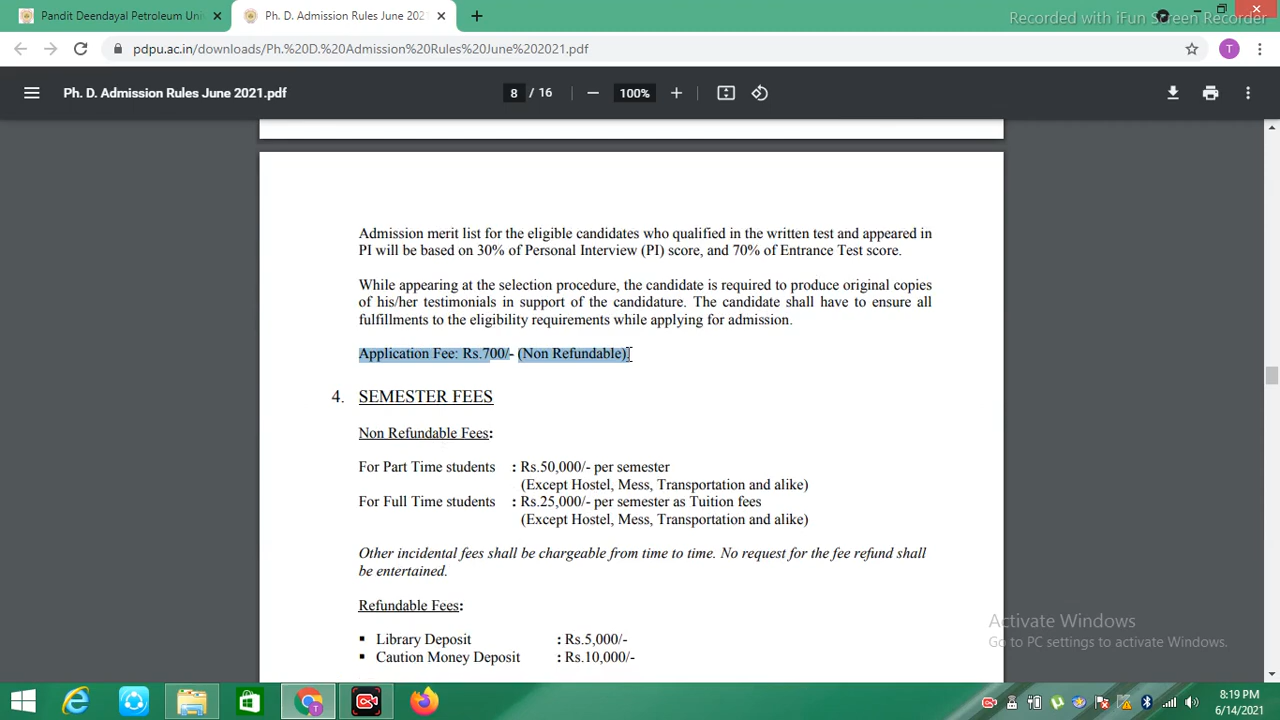 Pandit Deendayal Petroleum Uni
Ph. D. Admission Rules June 2021
Recorded with iFun Screen Recorder
pdpu.ac.in/downloads/Ph.%20D.%20Admission%20Rules%20June%202021.pdf
T
Ph. D. Admission Rules June 2021.pdf
8 / 16
100%
Admission merit list for the eligible candidates who qualified in the written test and appeared in
PI will be based on 30% of Personal Interview (PI) score, and 70% of Entrance Test score.
While appearing at the selection procedure, the candidate is required to produce original copies
of his/her testimonials in support of the candidature. The candidate shall have to ensure all
fulfillments to the eligibility requirements while applying for admission.
Application Fee: Rs.700/- (Non Refundable)
4. SEMESTER FEES
Non Refundable Fees:
For Part Time students : Rs.50,000/- per semester
(Except Hostel, Mess, Transportation and alike)
For Full Time students : Rs.25,000/- per semester as Tuition fees
(Except Hostel, Mess, Transportation and alike)
Other incidental fees shall be chargeable from time to time. No request for the fee refund shall
be entertained.
Refundable Fees:
▪ Library Deposit : Rs.5,000/-
▪ Caution Money Deposit : Rs.10,000/-
Activate Windows
Go to PC settings to activate Windows.
8:19 PM
6/14/2021